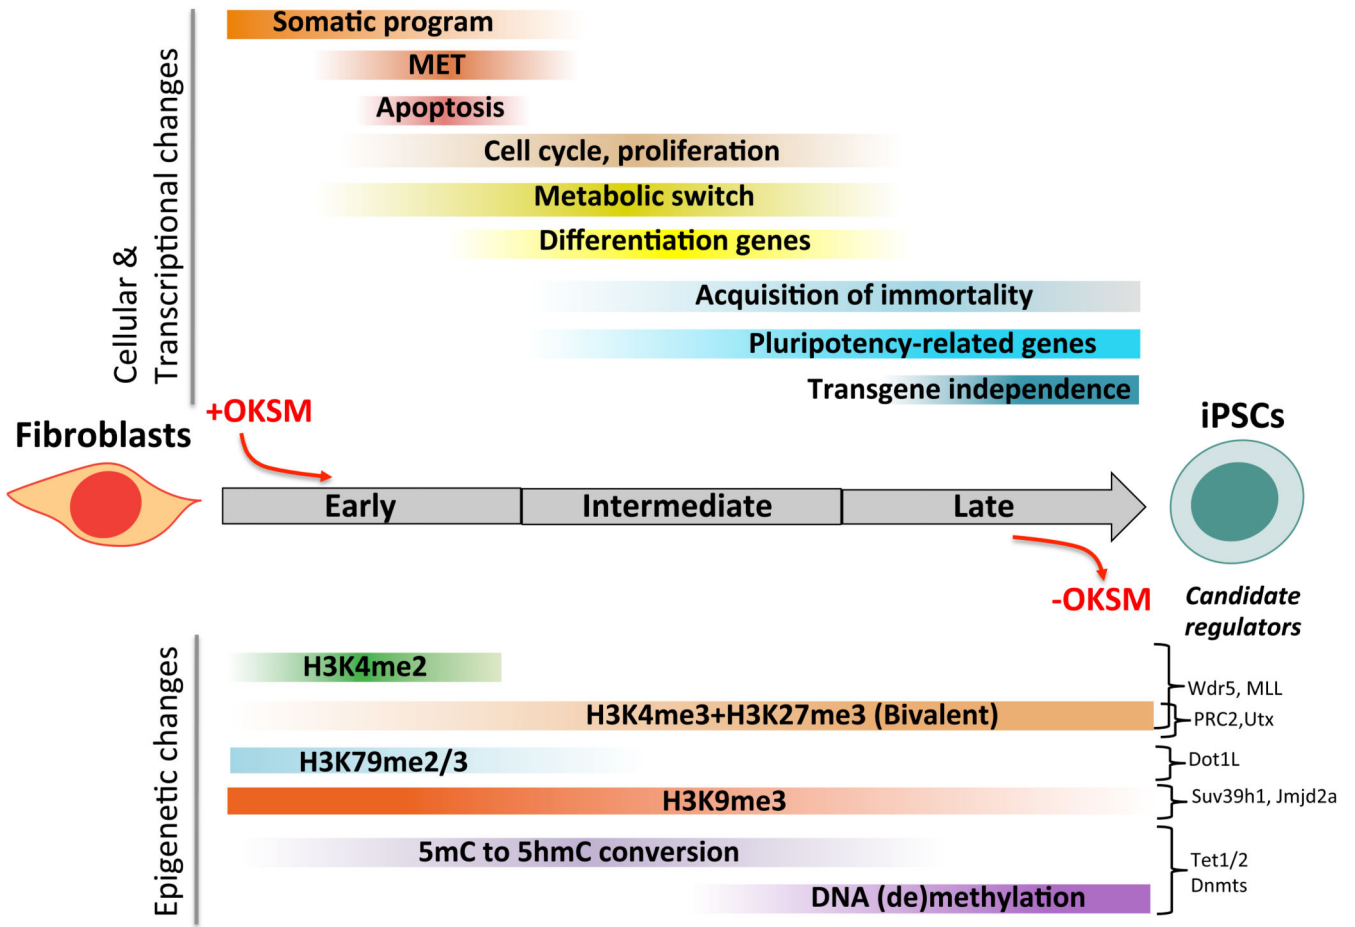 Cellular &
Transcriptional changes
Somatic program
MET
Apoptosis
Cell cycle, proliferation
Metabolic switch
Differentiation genes
Acquisition of immortality
Pluripotency-related genes
Transgene independence
+OKSM
Fibroblasts
iPSCs
Early
Intermediate
Late
-OKSM
Candidate
regulators
Epigenetic changes
H3K4me2
Wdr5, MLL
H3K4me3+H3K27me3 (Bivalent)
PRC2,Utx
H3K79me2/3
Dot1L
H3K9me3
Suv39h1, Jmjd2a
5mC to 5hmC conversion
Tet1/2
Dnmts
DNA (de)methylation